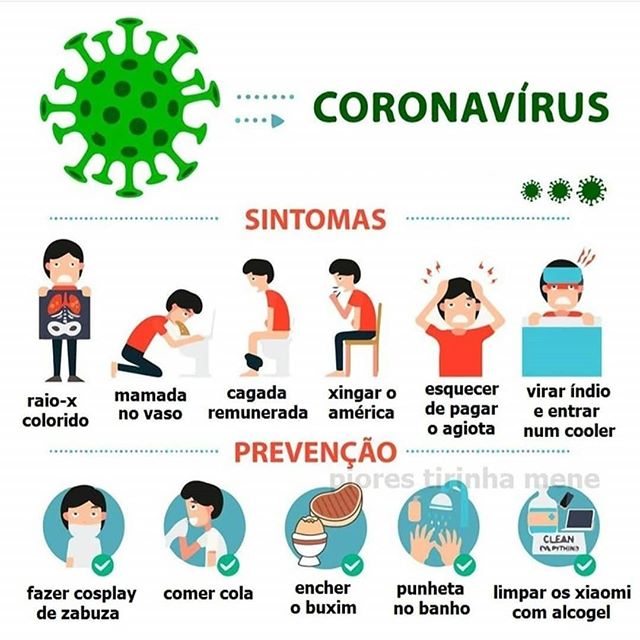 CORONAVÍRUS
SINTOMAS
raio-x
colorido
mamada
no vaso
cagada
remunerada
xingar o
américa
esquecer
de pagar
o agiota
virar índio
e entrar
num cooler
PREVENÇÃO
piores tirinha mene
fazer cosplay
de zabuza
comer cola
encher
o buxim
punheta
no banho
CLEAN
EVERYTHING
limpar os xiaomi
com alcogel